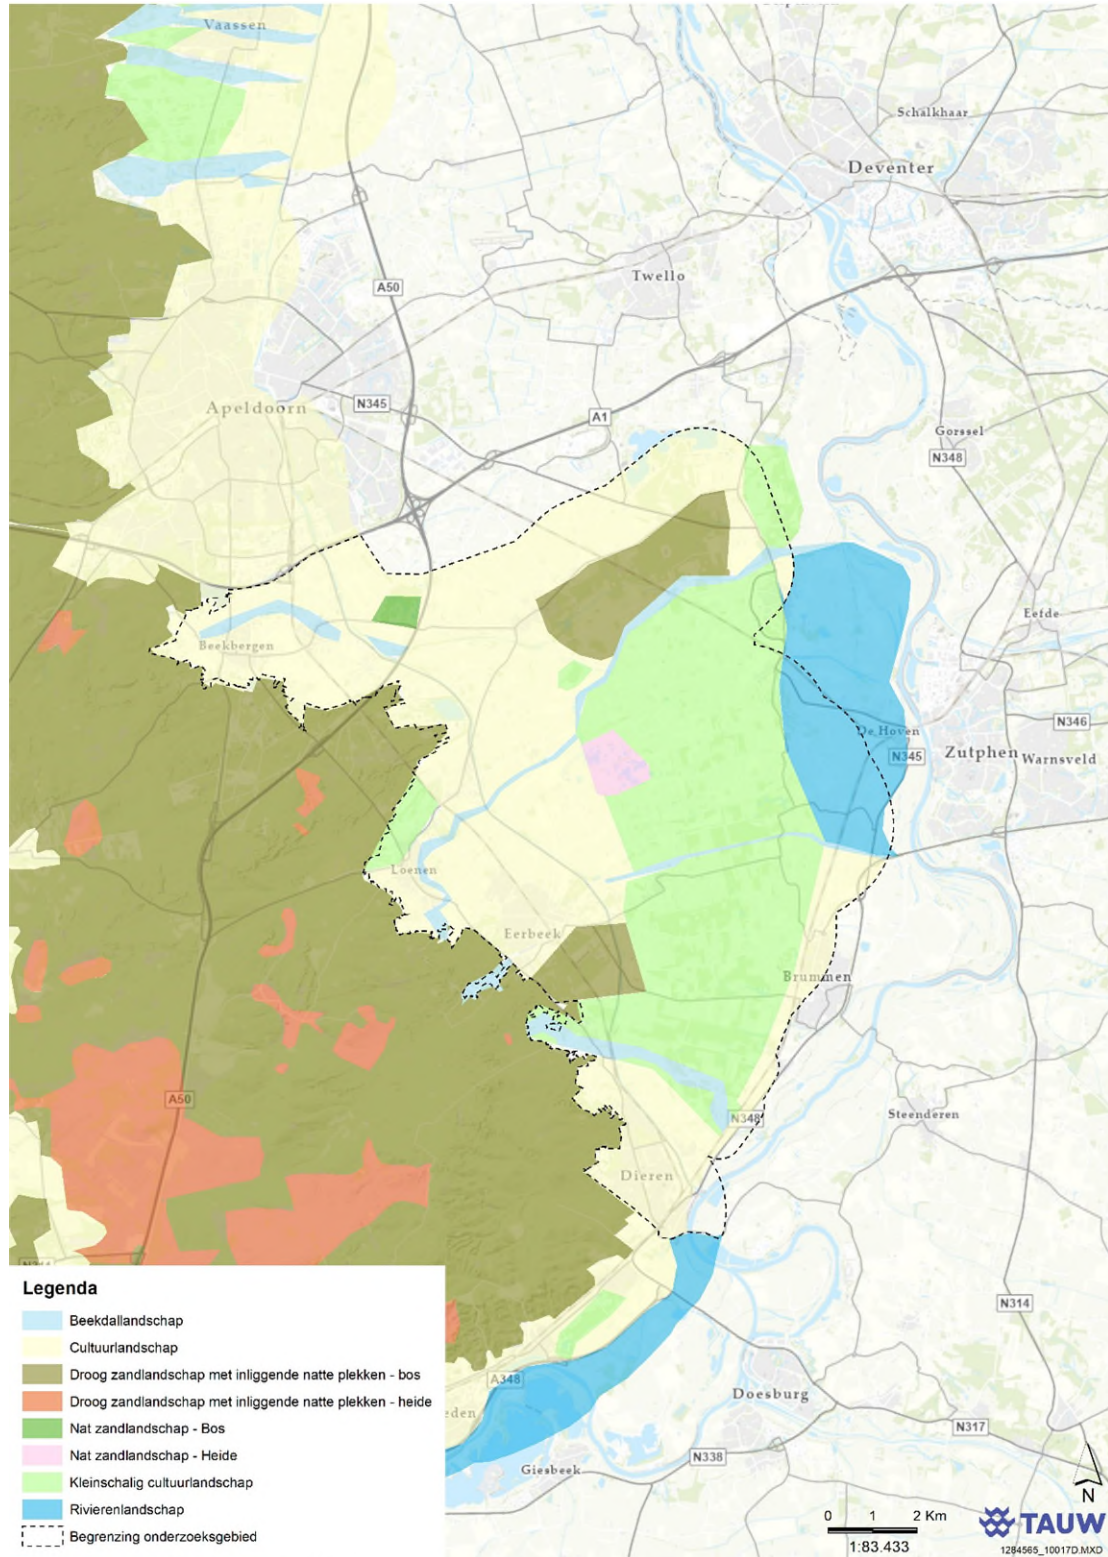 Vaassen
Schalkhaar
Deventer
Twello
A50
Apeldoorn
N345
A1
Gorssel
N348
Eefde
Beekbergen
N346
De Hoven
N345
Zutphen
Warnsveld
Loenen
Eerbeek
Brummen
A50
N348
Steenderen
Dieren
N314
A348
Doesburg
N317
N338
Giesbeek
Legenda
Beekdallandschap
Cultuurlandschap
Droog zandlandschap met inliggende natte plekken - bos
Droog zandlandschap met inliggende natte plekken - heide
Nat zandlandschap - Bos
Nat zandlandschap - Heide
Kleinschalig cultuurlandschap
Rivierenlandschap
Begrenzing onderzoeksgebied
N
0 1 2 Km
1:83.433
TAUW
1284565_10017D.MXD